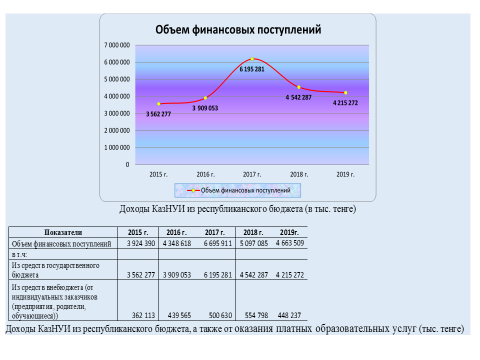 Объем финансовых поступлений
7 000 000
6 000 000
5 000 000
4 000 000
3 000 000
2 000 000
1 000 000
0
3 562 277
3 909 053
6 195 281
4 542 287
4 215 272
2015 г. 2016 г. 2017 г. 2018 г. 2019 г.
Объем финансовых поступлений
Доходы КазНУИ из республиканского бюджета (в тыс. тенге)
Показатели 2015 г. 2016 г. 2017 г. 2018 г. 2019г.
Объем финансовых поступлений 3 924 390 4 348 618 6 695 911 5 097 085 4 663 509
в т.ч:
Из средств государственного
бюджета 3 562 277 3 909 053 6 195 281 4 542 287 4 215 272
Из средств внебюджета (от
индивидуальных заказчиков
(предприятия, родители,
обучающиеся)) 362 113 439 565 500 630 554 798 448 237
Доходы КазНУИ из республиканского бюджета, а также от оказания платных образовательных услуг (тыс. тенге)